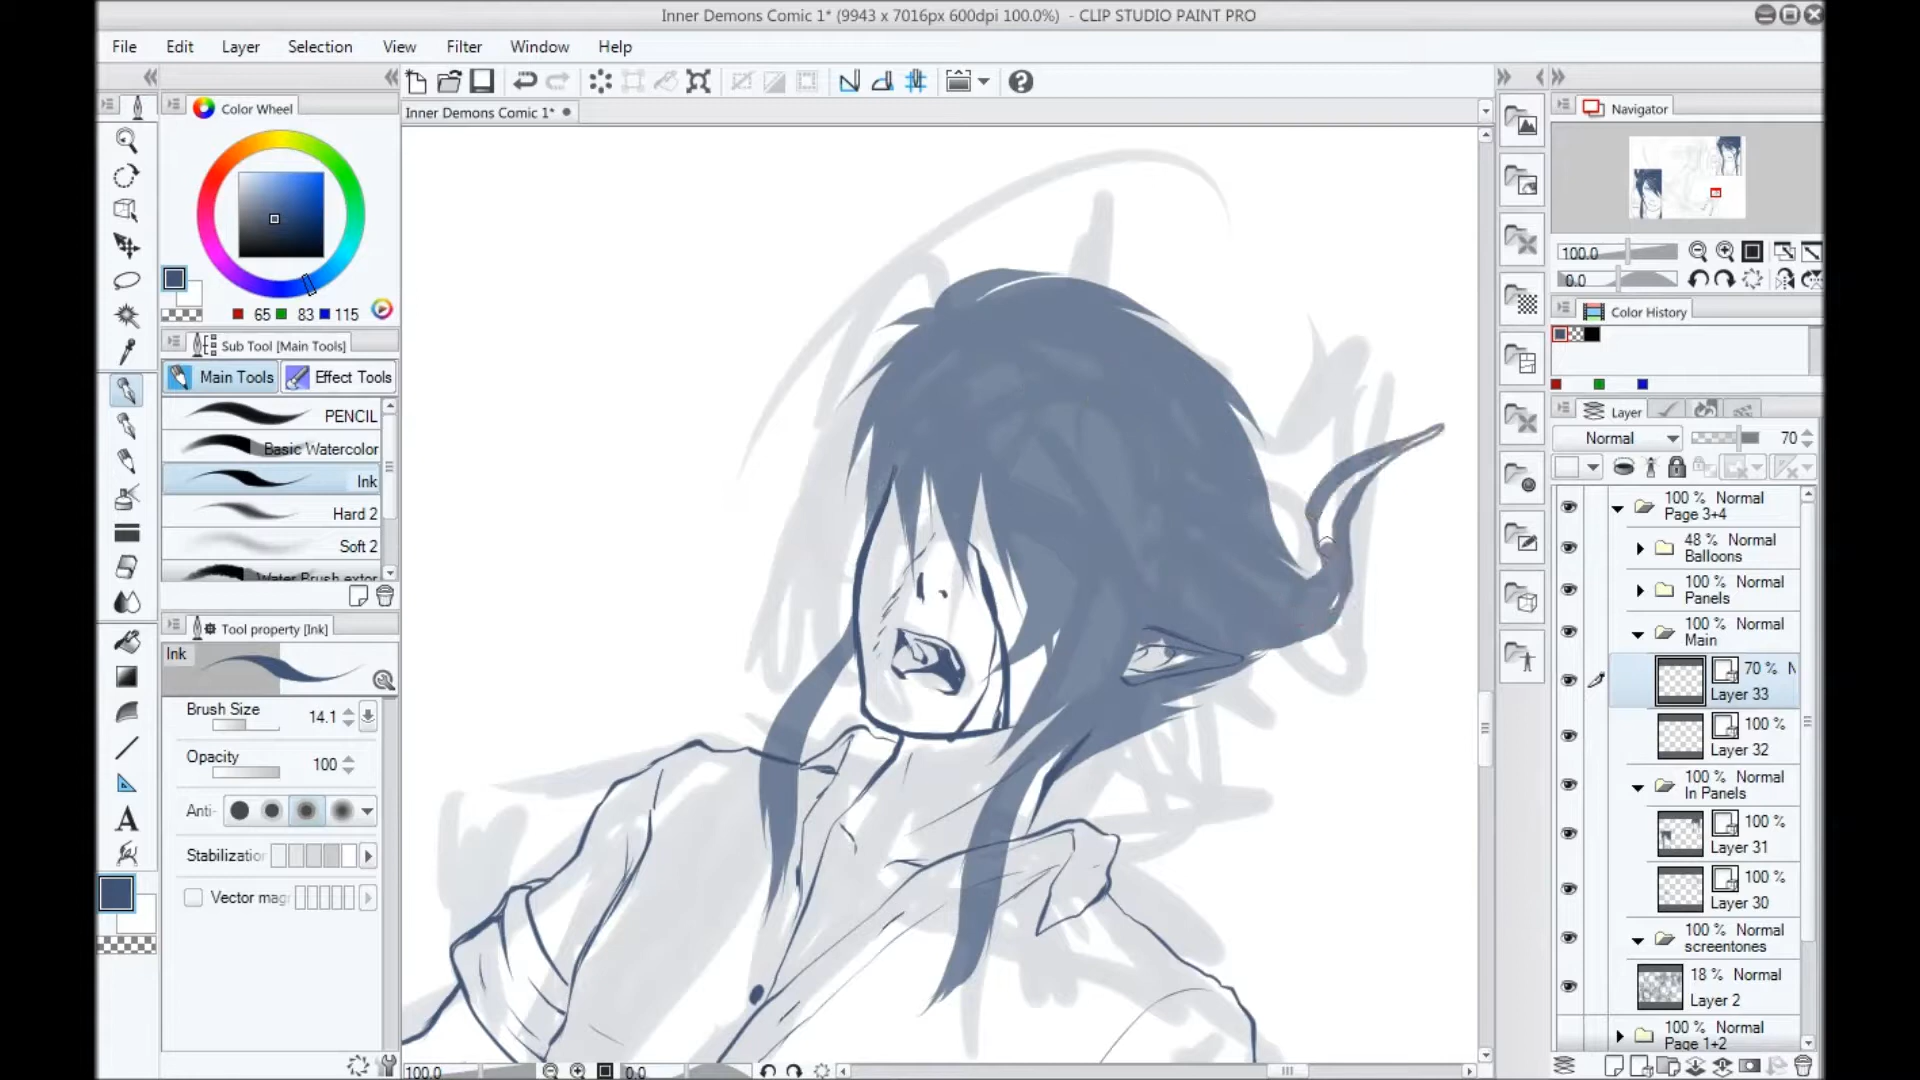 Inner Demons Comic 1* (9943 x 7016px 600dpi 100.0%)  - CLIP STUDIO PAINT PRO
File Edit Layer Selection View Filter Window Help
Color Wheel
Inner Demons Comic 1*
Navigator
65 83 115
100.0
0.0
Color History
Sub Tool [Main Tools]
Main Tools Effect Tools
PENCIL
Basic Watercolor
Ink
Hard 2
Soft 2
Layer
Normal 70
100 % Normal
Page 3+4
48 % Normal
Balloons
100 % Normal
Panels
100 % Normal
Main
70 % N
Layer 33
100 %
Layer 32
100 % Normal
In Panels
100 %
Layer 31
100 %
Layer 30
100 % Normal
screentones
18 % Normal
Layer 2
100 % Normal
Page 1+2
Tool property [Ink]
Ink
Brush Size 14.1
Opacity 100
Anti-
Stabilization
Vector mag
100.0 0.0